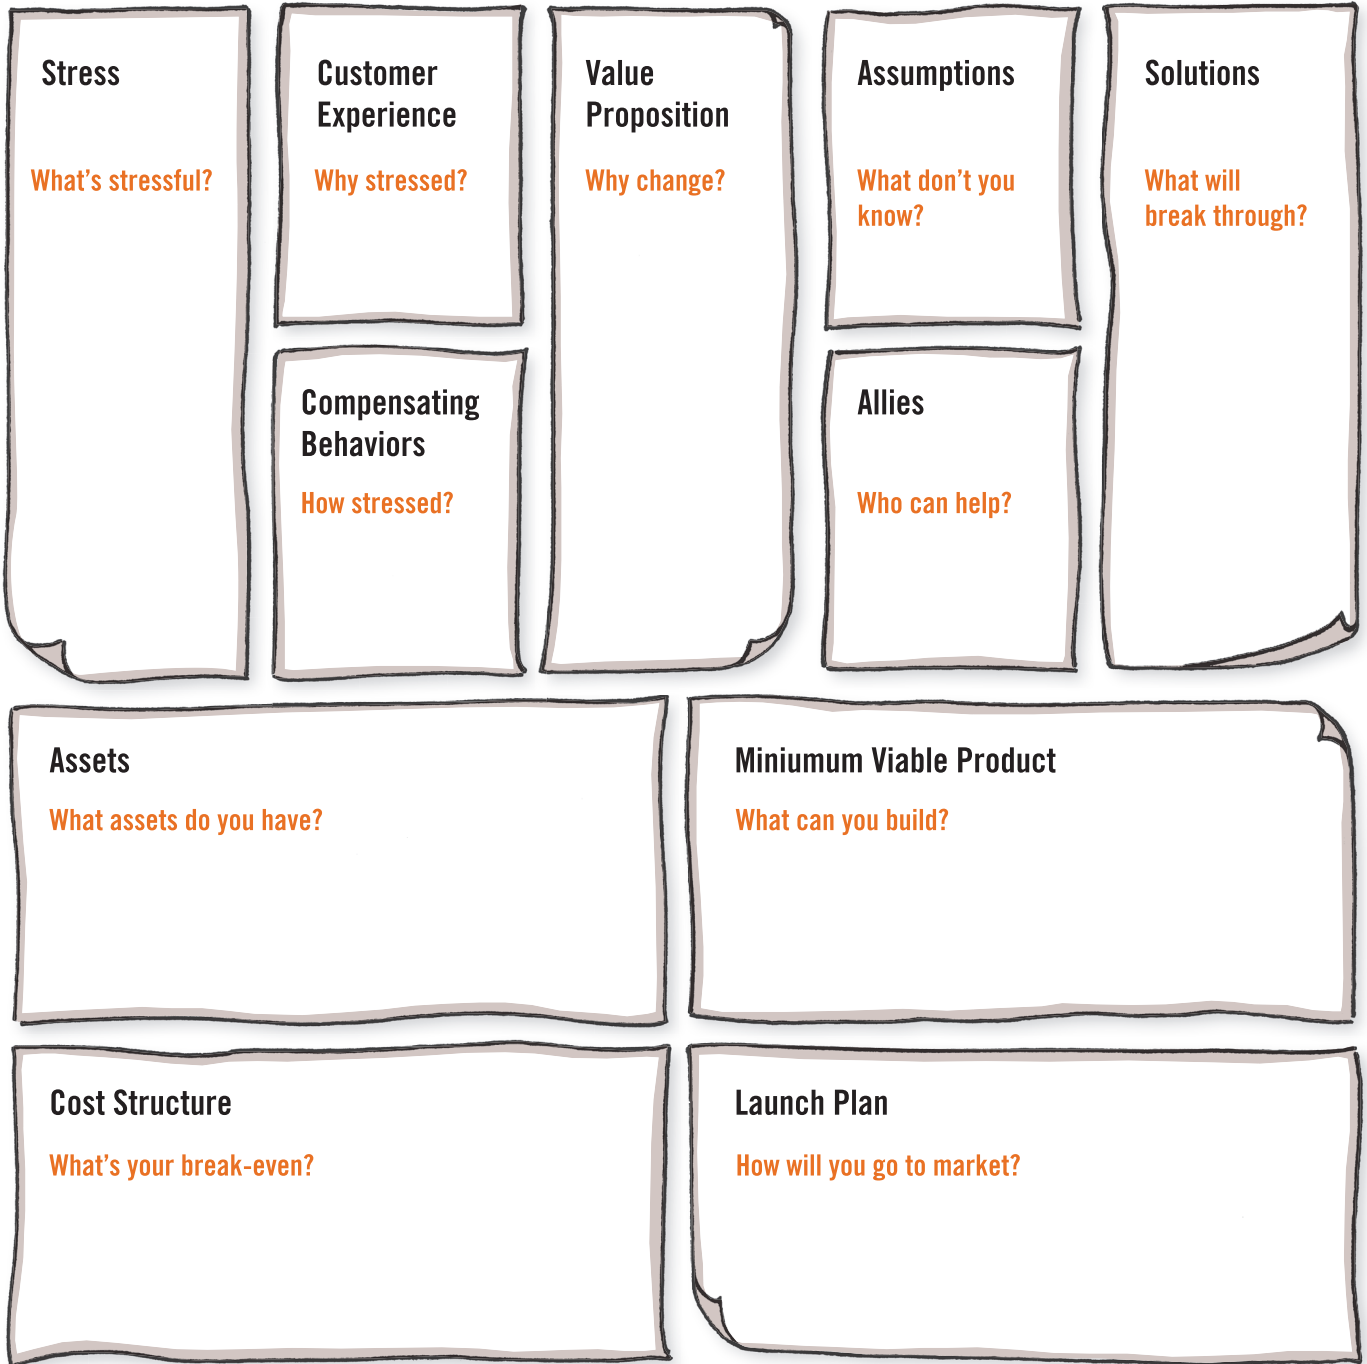 Stress
What's stressful?
Customer
Experience
Why stressed?
Compensating
Behaviors
How stressed?
Value
Proposition
Why change?
Assumptions
What don't you
know?
Allies
Who can help?
Solutions
What will
break through?
Assets
What assets do you have?
Miniumum Viable Product
What can you build?
Cost Structure
What's your break-even?
Launch Plan
How will you go to market?